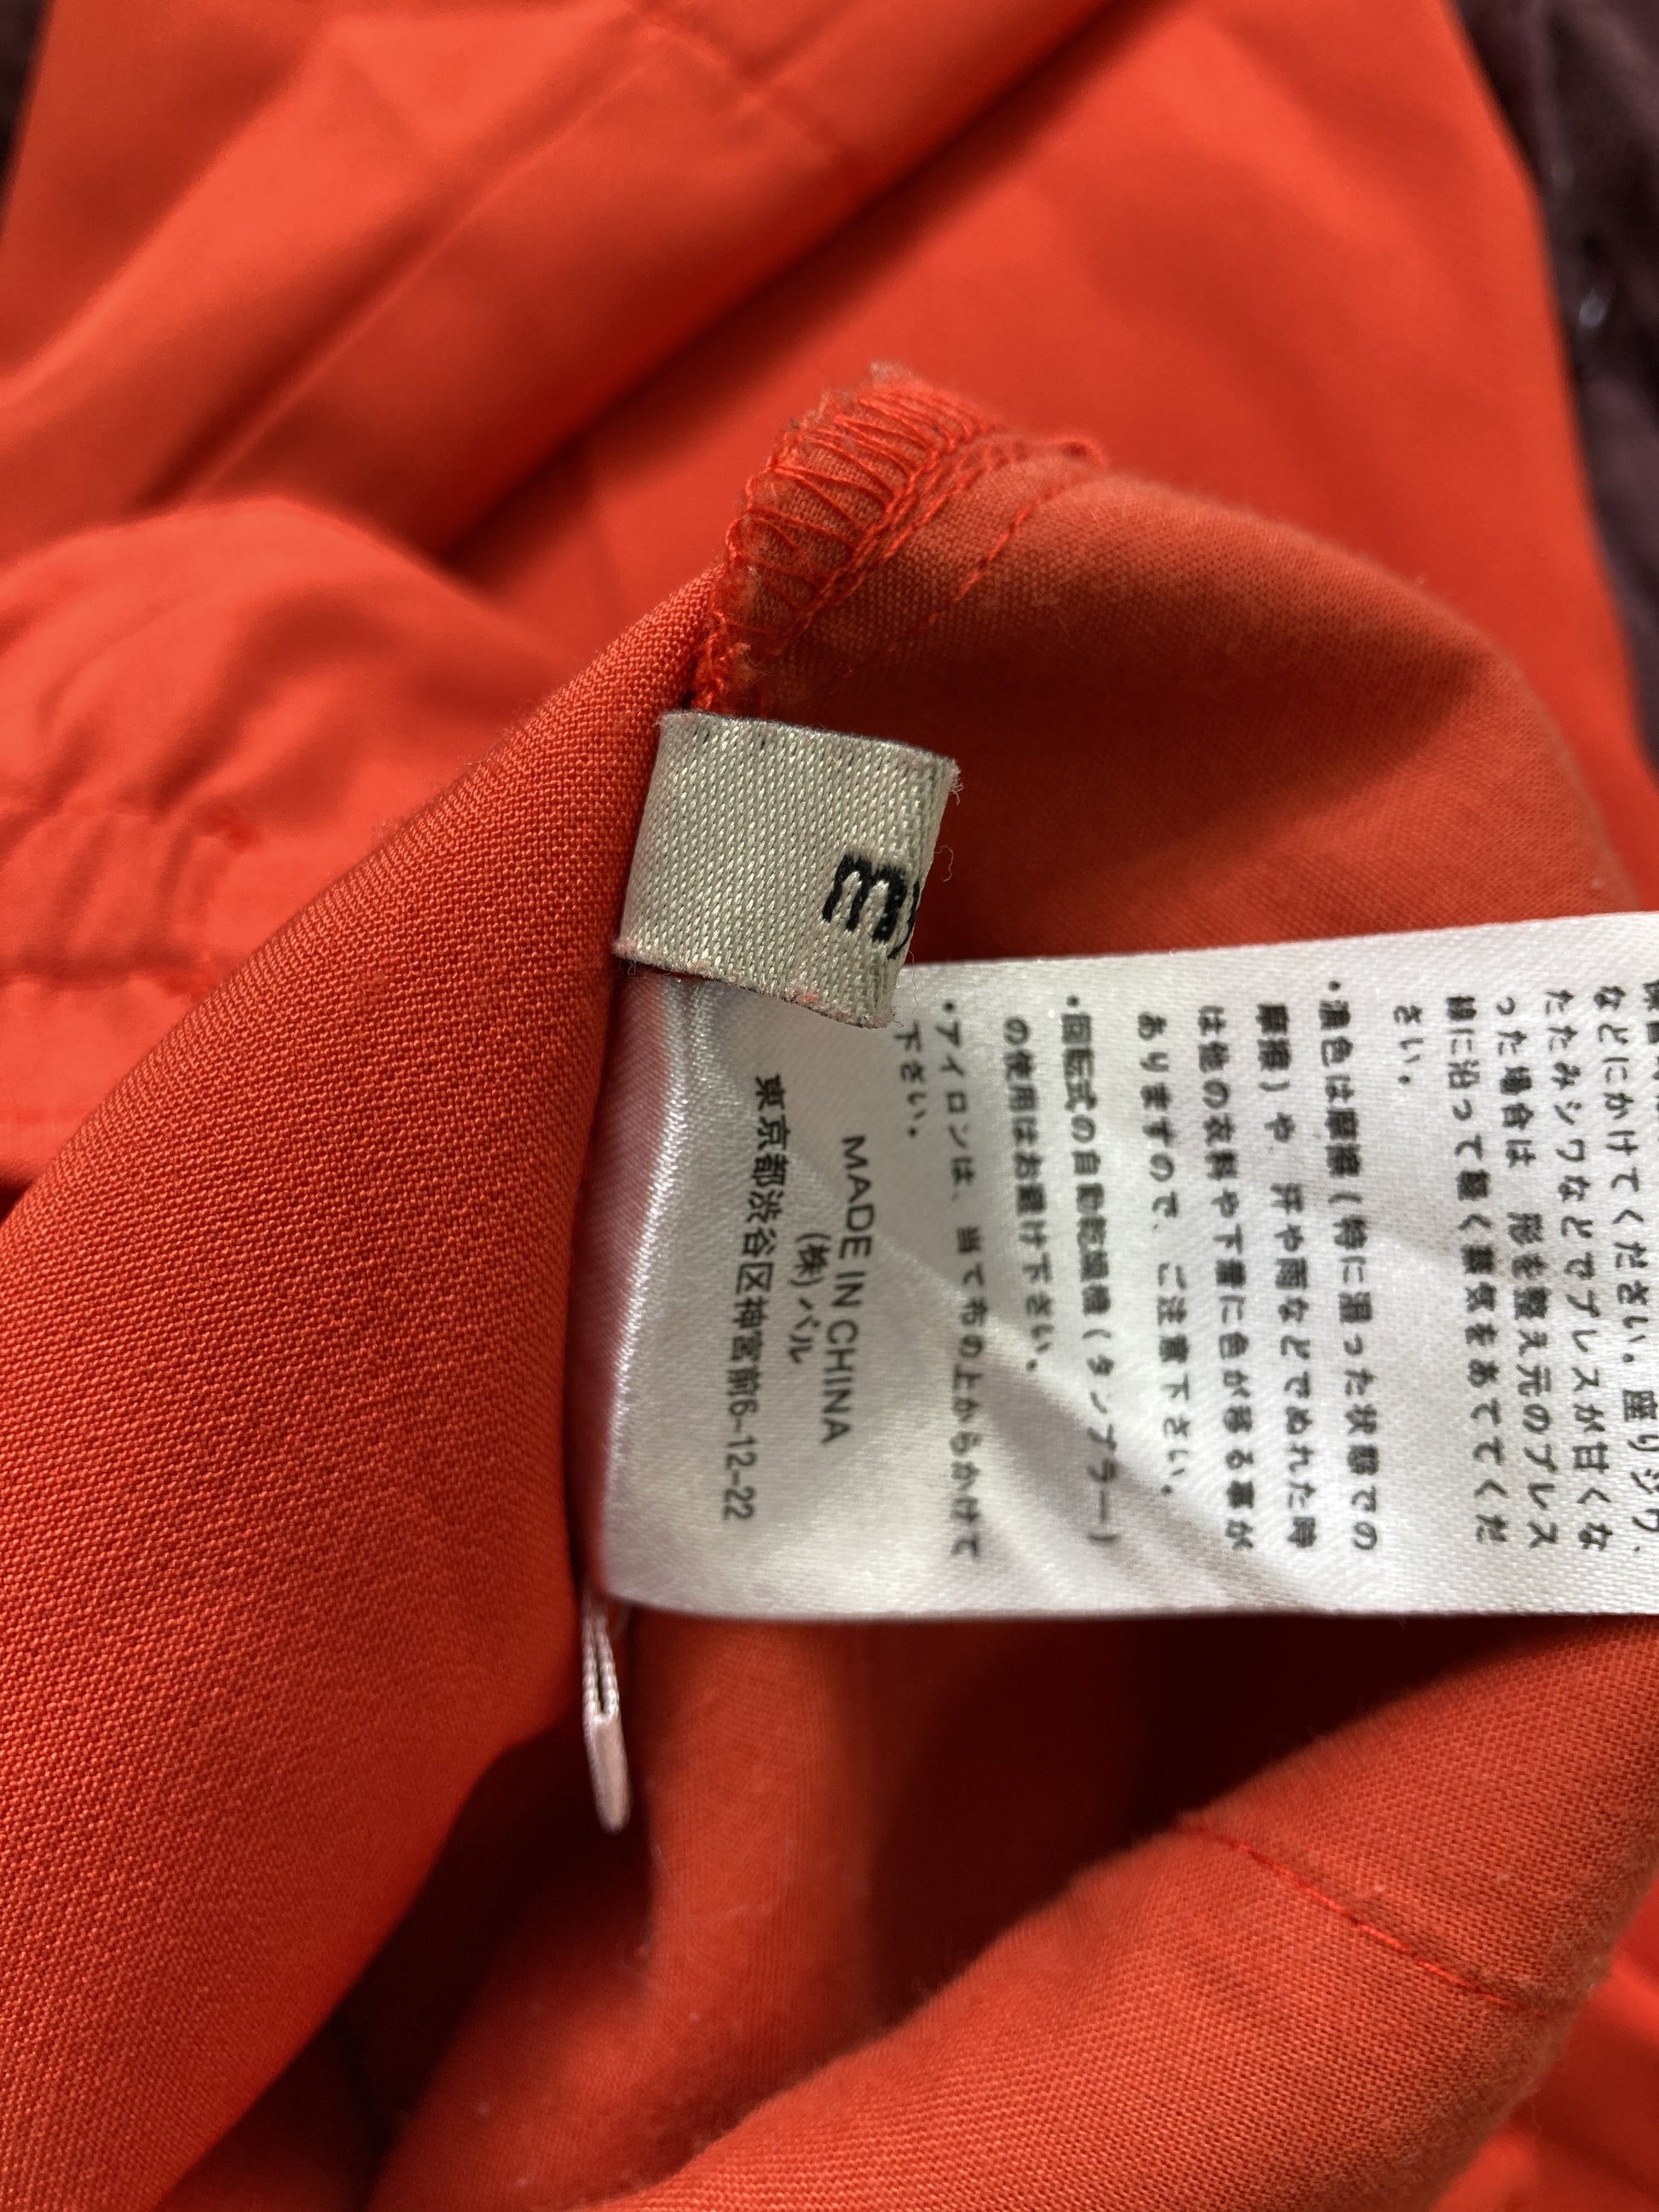 my
などにかけてください。座りジワ、
たたみジワなどでプレスが甘くな
った場合は 形を整え元のプレス
線に沿って軽く蒸気をあててくだ
さい。
・濃色は摩擦(特に湿った状態での
摩擦)や 汗や雨などでぬれた時
は他の衣料や下着に色が移る事が
ありますので、ご注意下さい。
・回転式の自動乾燥機(タンブラー)
の使用はお避け下さい。
・アイロンは、当て布の上からかけて
下さい。
MADE IN CHINA
(株)パル
東京都渋谷区神宮前6-12-22